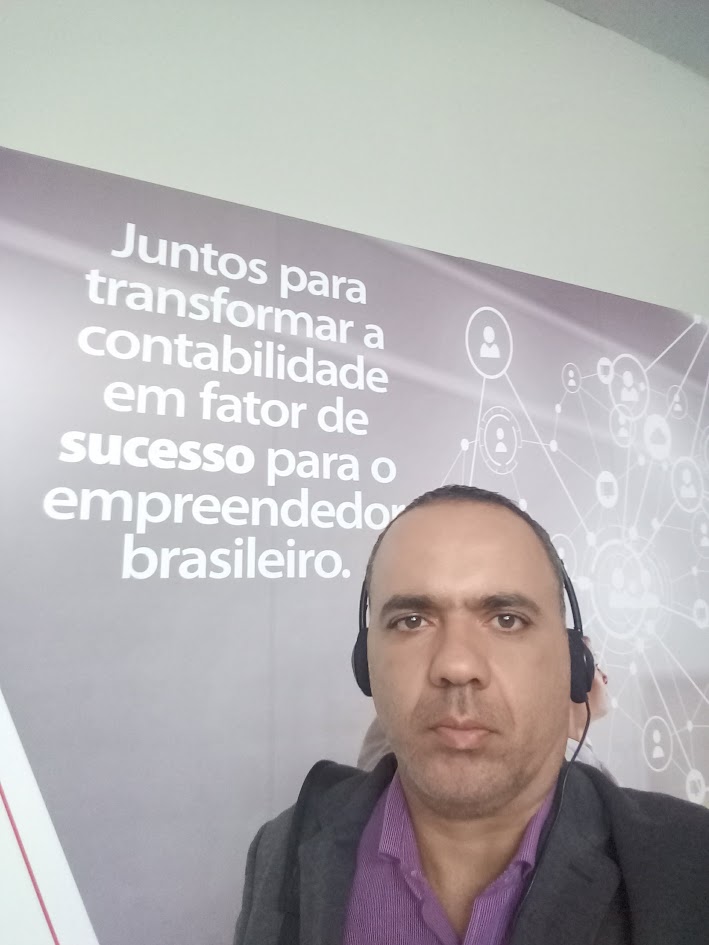 Juntos para
transformar a
contabilidade
em fator de
sucesso para o
empreendedor
brasileiro.